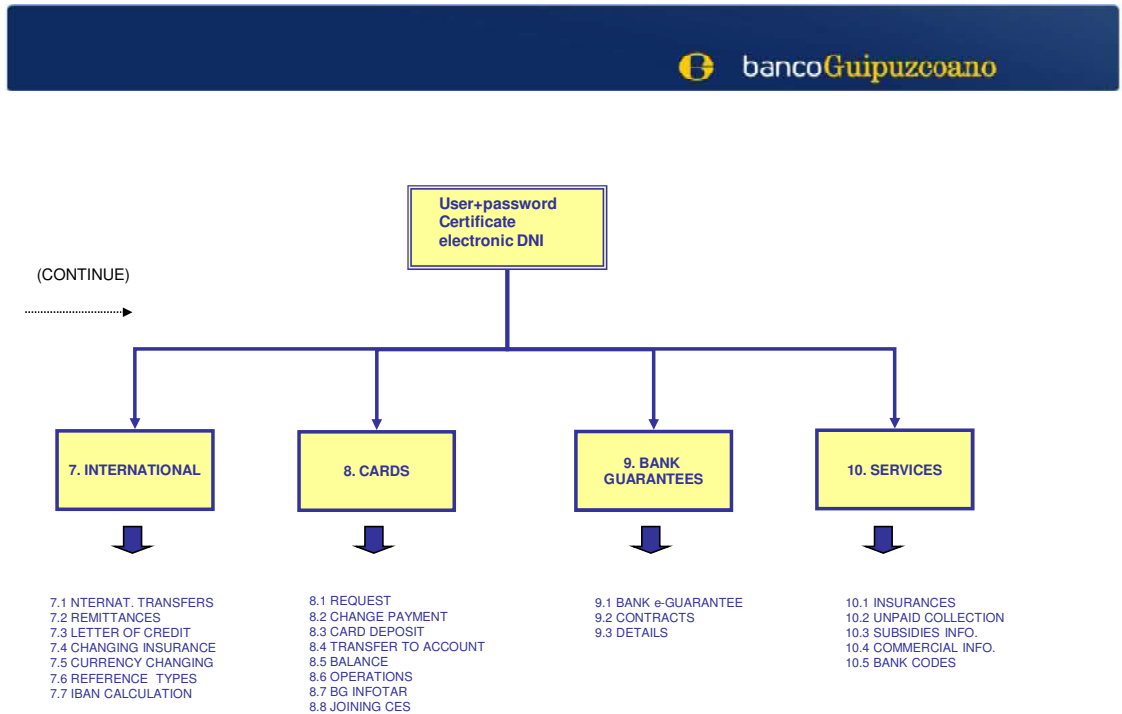 bancoGuipuzcoano
User+password
Certificate
electronic DNI
(CONTINUE)
7. INTERNATIONAL
8. CARDS
9. BANK
GUARANTEES
10. SERVICES
7.1 NTERNAT. TRANSFERS
7.2 REMITTANCES
7.3 LETTER OF CREDIT
7.4 CHANGING INSURANCE
7.5 CURRENCY CHANGING
7.6 REFERENCE TYPES
7.7 IBAN CALCULATION
8.1 REQUEST
8.2 CHANGE PAYMENT
8.3 CARD DEPOSIT
8.4 TRANSFER TO ACCOUNT
8.5 BALANCE
8.6 OPERATIONS
8.7 BG INFOTAR
8.8 JOINING CES
9.1 BANK e-GUARANTEE
9.2 CONTRACTS
9.3 DETAILS
10.1 INSURANCES
10.2 UNPAID COLLECTION
10.3 SUBSIDIES INFO.
10.4 COMMERCIAL INFO.
10.5 BANK CODES